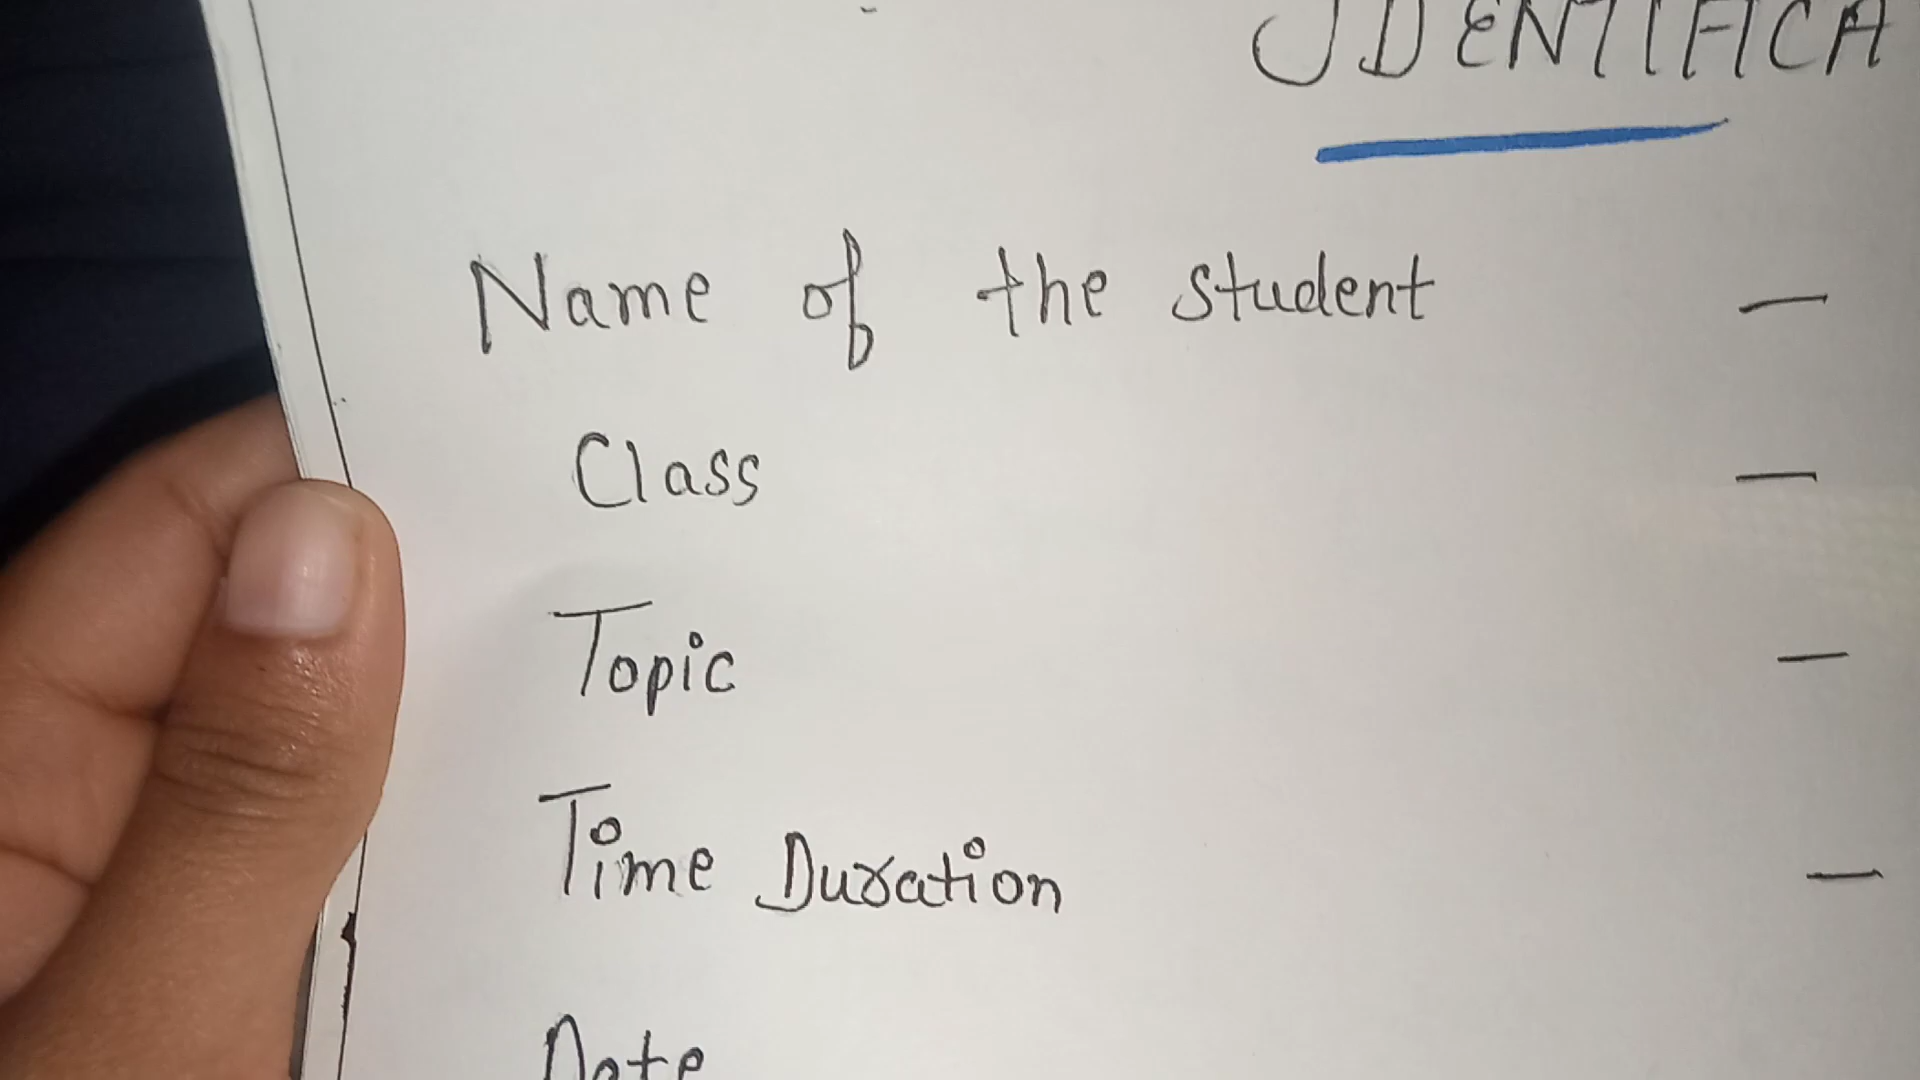 IDENTIFICA
Name of the student —
Class —
Topic —
Time Duration —
Date